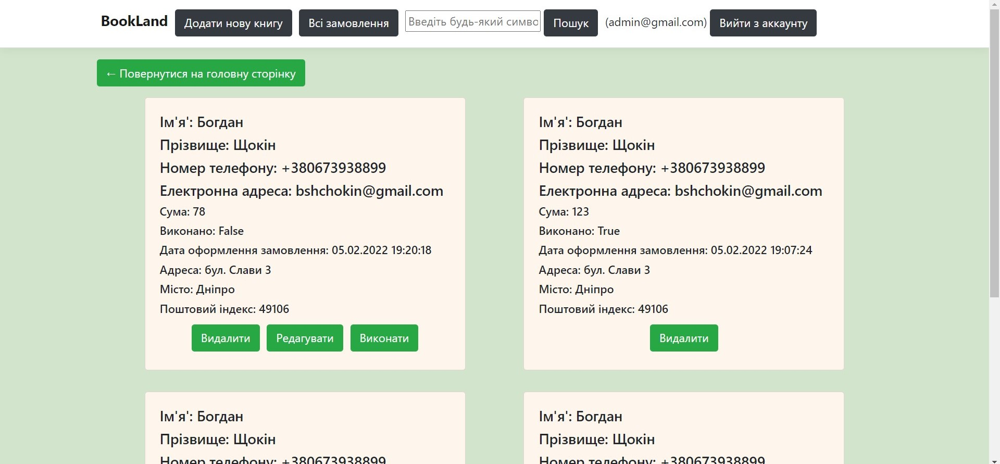 BookLand Додати нову книгу Всі замовлення Введіть будь-який симво Пошук (admin@gmail.com) Вийти з аккаунту
← Повернутися на головну сторінку
Ім'я': Богдан
Прізвище: Щокін
Номер телефону: +380673938899
Електронна адреса: bshchokin@gmail.com
Сума: 78
Виконано: False
Дата оформлення замовлення: 05.02.2022 19:20:18
Адреса: бул. Слави 3
Місто: Дніпро
Поштовий індекс: 49106
Видалити Редагувати Виконати
Ім'я': Богдан
Прізвище: Щокін
Номер телефону: +380673938899
Електронна адреса: bshchokin@gmail.com
Сума: 123
Виконано: True
Дата оформлення замовлення: 05.02.2022 19:07:24
Адреса: бул. Слави 3
Місто: Дніпро
Поштовий індекс: 49106
Видалити
Ім'я': Богдан
Прізвище: Щокін
Номер телефону: +380673938899
Ім'я': Богдан
Прізвище: Щокін
Номер телефону: +380673938899